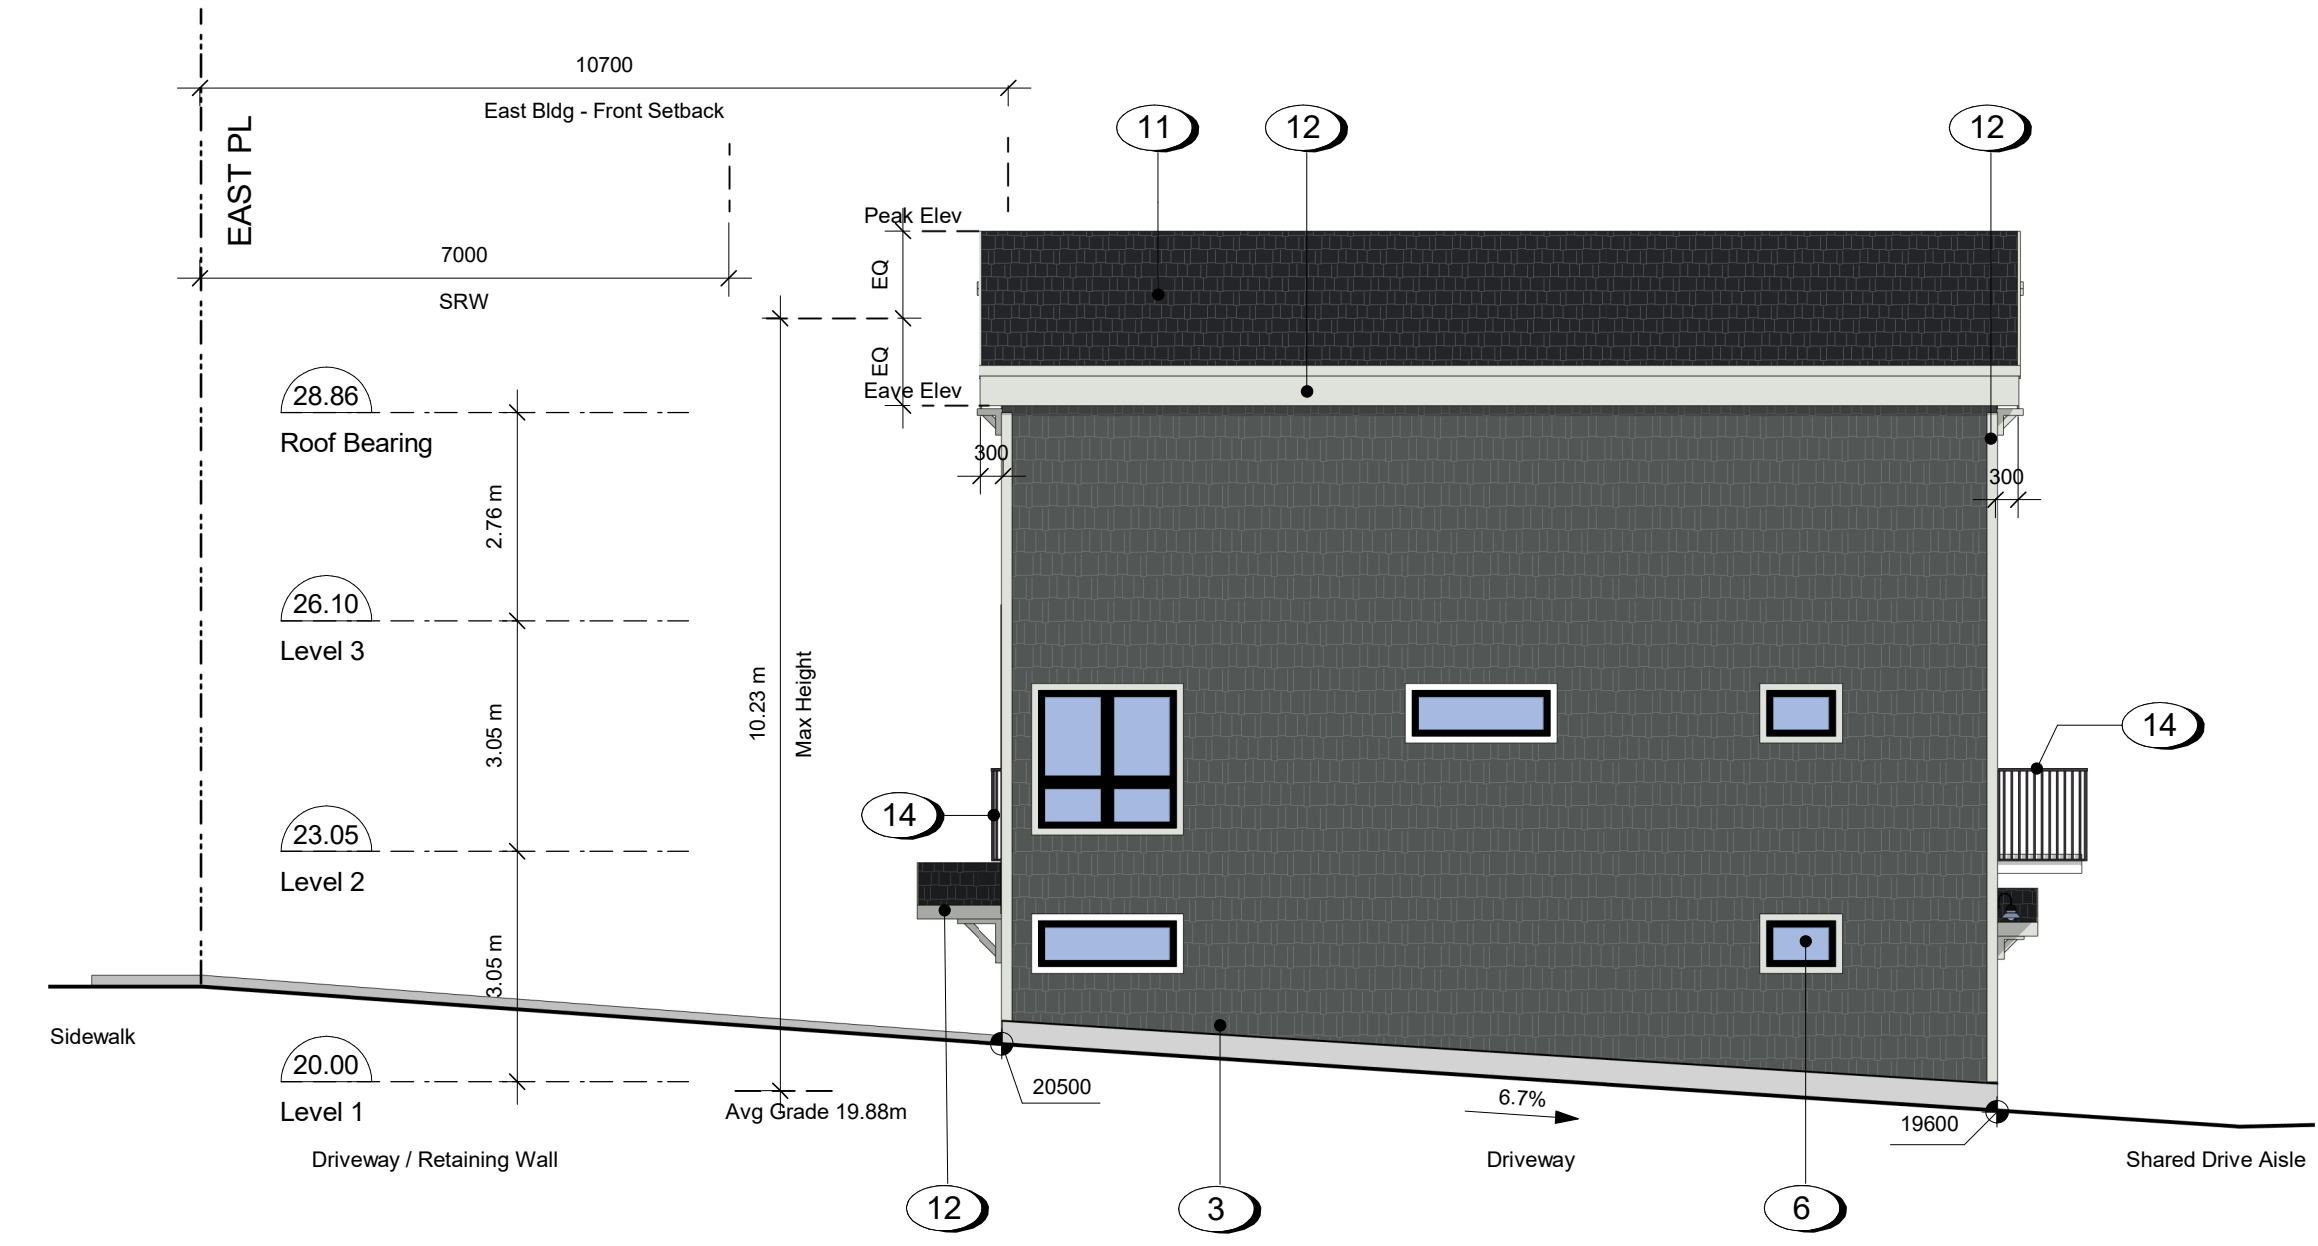 10700
East Bldg - Front Setback
EAST PL
11
12
12
Peak Elev
7000
SRW
EQ
EQ
Eave Elev
28.86
Roof Bearing
300
300
2.76 m
26.10
Level 3
10.23 m
Max Height
3.05 m
14
14
23.05
Level 2
3.05 m
Sidewalk
20.00
Level 1
20500
Avg Grade 19.88m
6.7%
19600
Driveway / Retaining Wall
Driveway
Shared Drive Aisle
12
3
6